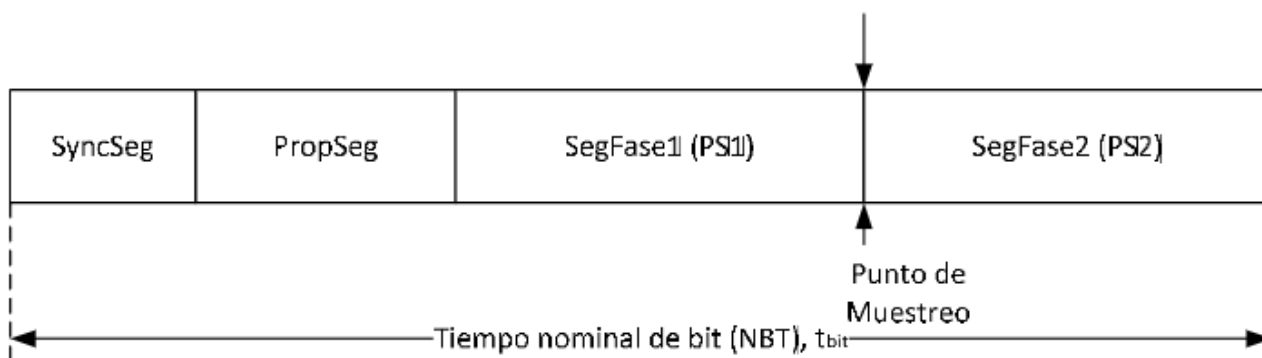 SyncSeg
PropSeg
SegFase1 (PS1)
SegFase2 (PS2)
Punto de
Muestreo
Tiempo nominal de bit (NBT), tbit